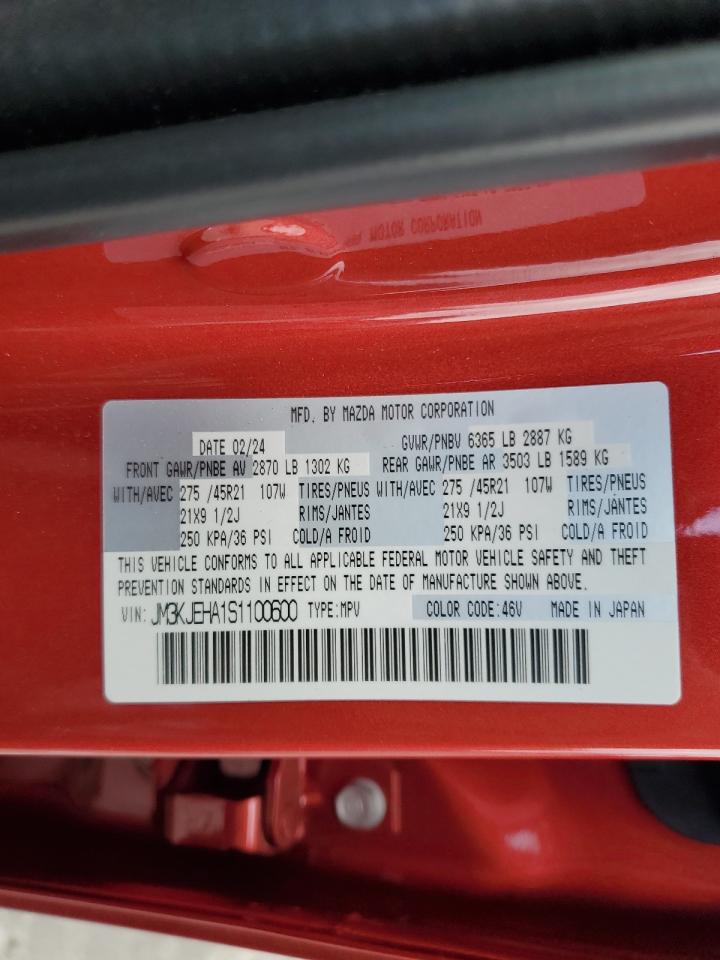 MFD. BY MAZDA MOTOR CORPORATION
DATE 02/24 GVWR/PNBV 6365 LB 2887 KG
FRONT GAWR/PNBE AV 2870 LB 1302 KG REAR GAWR/PNBE AR 3503 LB 1589 KG
WITH/AVEC 275 /45R21 107W TIRES/PNEUS WITH/AVEC 275 /45R21 107W TIRES/PNEUS
21X9 1/2J RIMS/JANTES 21X9 1/2J RIMS/JANTES
250 KPA/36 PSI COLD/A FROID 250 KPA/36 PSI COLD/A FROID
THIS VEHICLE CONFORMS TO ALL APPLICABLE FEDERAL MOTOR VEHICLE SAFETY AND THEFT
PREVENTION STANDARDS IN EFFECT ON THE DATE OF MANUFACTURE SHOWN ABOVE.
VIN: JM3KJEHA1S1100600 TYPE:MPV COLOR CODE:46V MADE IN JAPAN